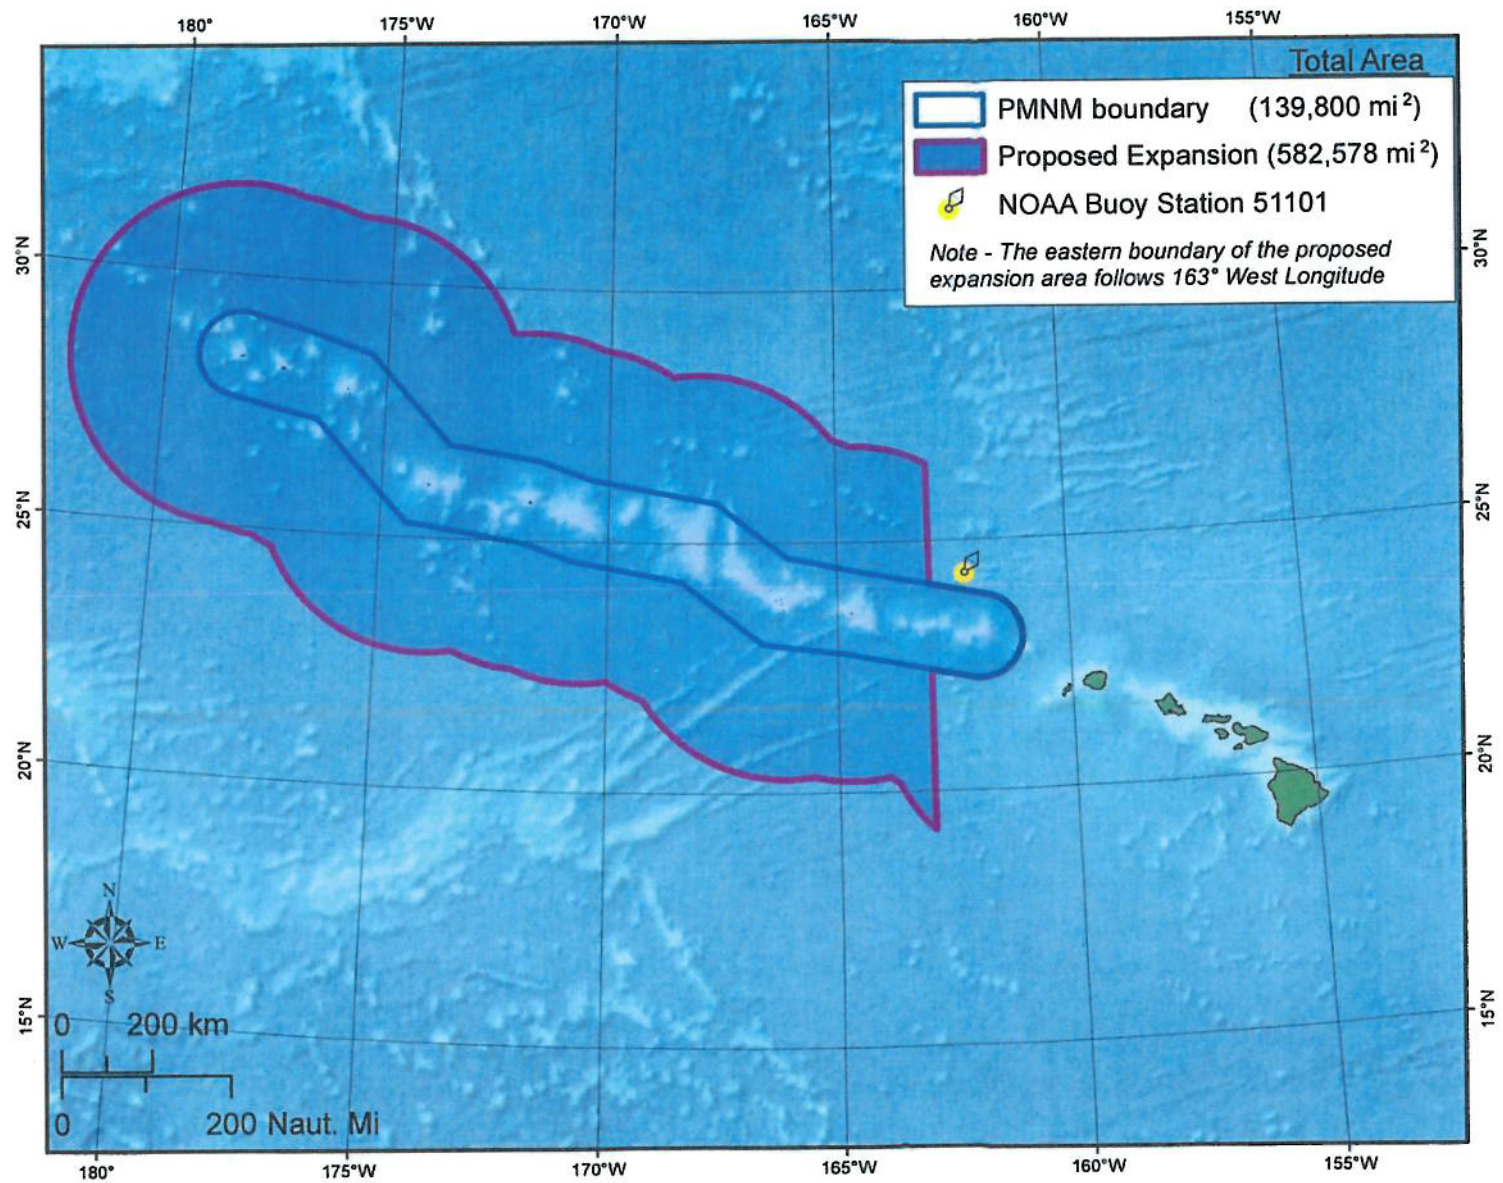 180° 175°W 170°W 165°W 160°W 155°W
Total Area
PMNM boundary (139,800 mi²)
Proposed Expansion (582,578 mi²)
NOAA Buoy Station 51101
Note - The eastern boundary of the proposed
expansion area follows 163° West Longitude
30°N 30°N
25°N 25°N
20°N 20°N
15°N 15°N
N
W E
S
0 200 km
0 200 Naut. Mi
180° 175°W 170°W 165°W 160°W 155°W